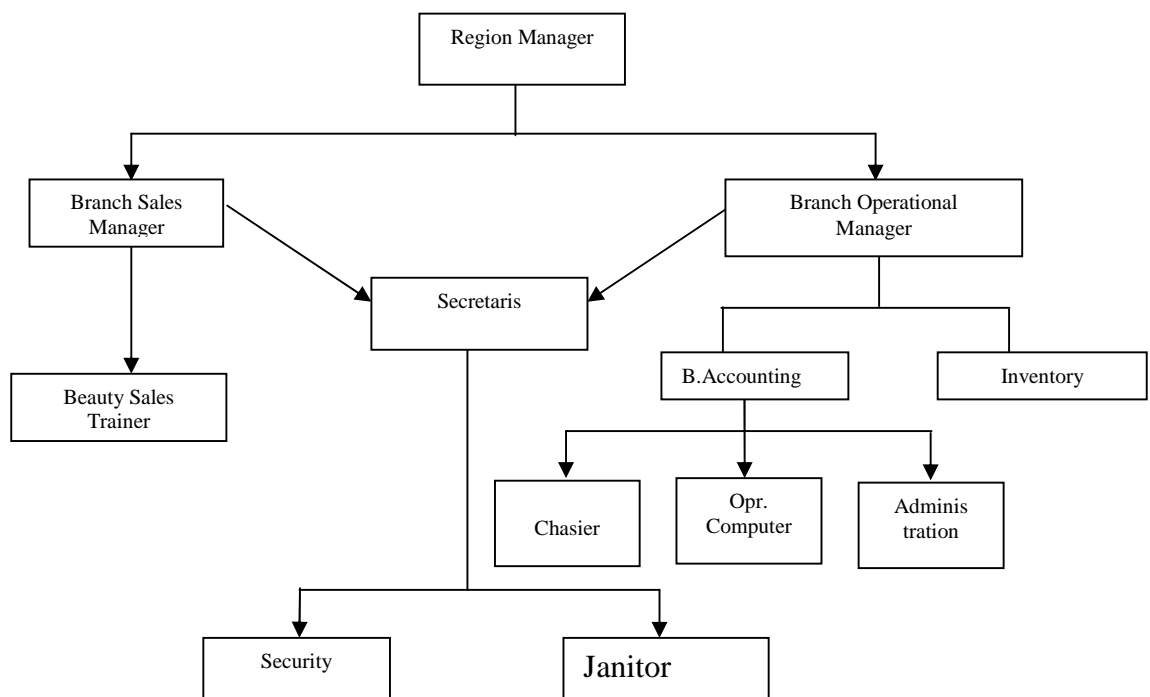 Region Manager
Branch Sales
Manager
Branch Operational
Manager
Secretaris
B.Accounting
Inventory
Beauty Sales
Trainer
Chasier
Opr.
Computer
Adminis
tration
Security
Janitor